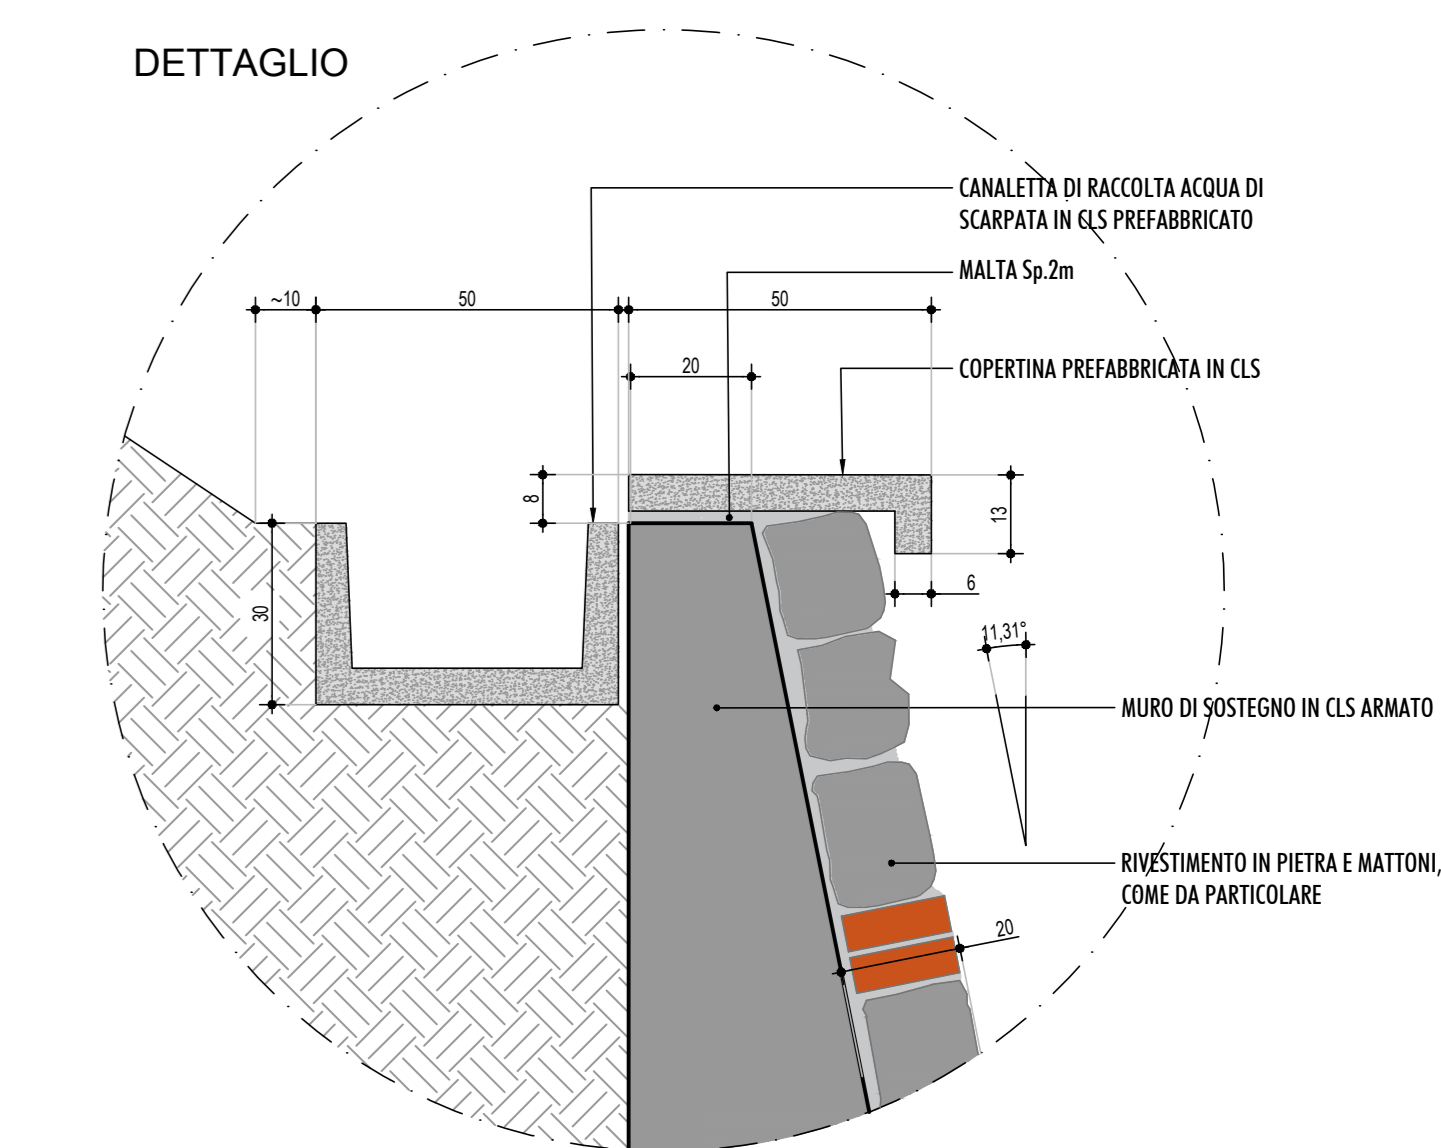 DETTAGLIO
CANALETTA DI RACCOLTA ACQUA DI
SCARPATA IN CLS PREFABBRICATO
MALTA Sp.2m
~10
50
50
COPERTINA PREFABBRICATA IN CLS
20
8
13
30
6
11,31°
MURO DI SOSTEGNO IN CLS ARMATO
RIVESTIMENTO IN PIETRA E MATTONI,
COME DA PARTICOLARE
20